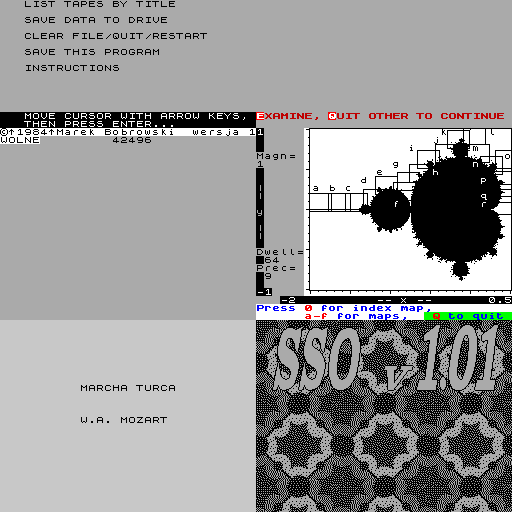 LIST TAPES BY TITLE
SAVE DATA TO DRIVE
CLEAR FILE/QUIT/RESTART
SAVE THIS PROGRAM
INSTRUCTIONS
MOVE CURSOR WITH ARROW KEYS,
THEN PRESS ENTER...
EXAMINE, QUIT OTHER TO CONTINUE
©↑1984↑Marek Bobrowski wersja 1
WOLNE 42496
1
Magn=
1
k l
j m
i o
g n
h
e p
d q
a b c f r
y
Dwell=
64
Prec=
9
-1
-2 -- x -- 0.5
Press 0 for index map,
a-f for maps, Q to quit
MARCHA TURCA
W.A. MOZART
SSO v1.01